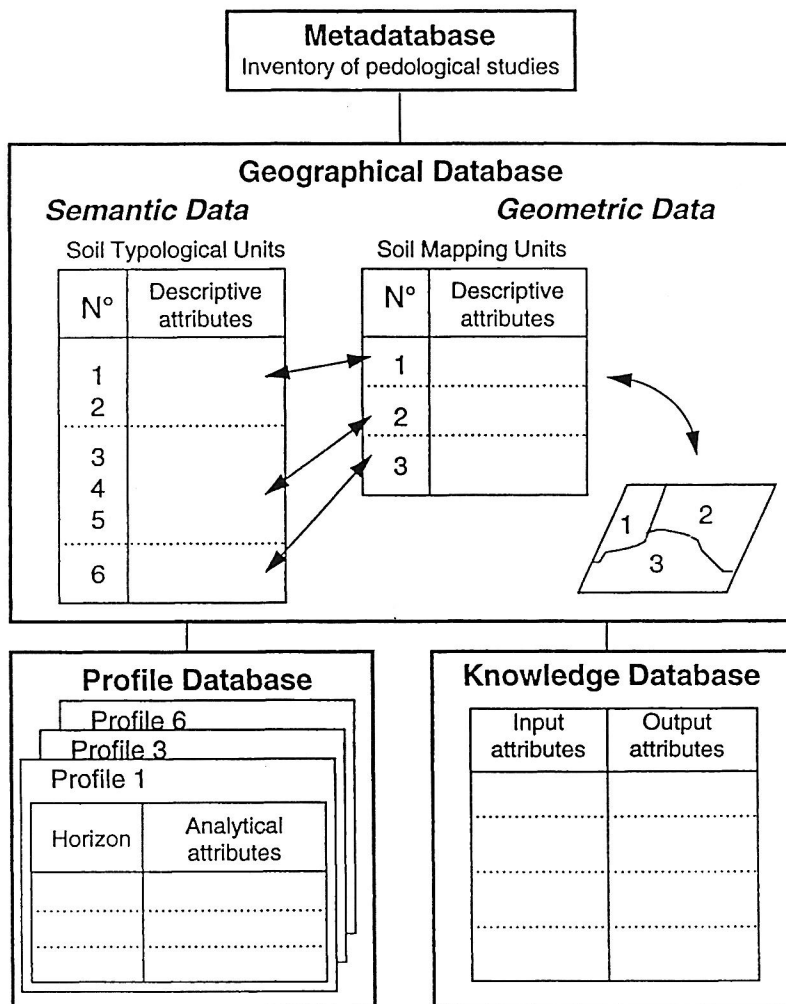 Metadatabase
Inventory of pedological studies
Geographical Database
Semantic Data
Geometric Data
Soil Typological Units
Soil Mapping Units
N° Descriptive attributes
1
2
3
4
5
6
N° Descriptive attributes
1
2
3
1
2
3
Profile Database
Profile 6
Profile 3
Profile 1
Horizon
Analytical
attributes
Knowledge Database
Input
attributes
Output
attributes